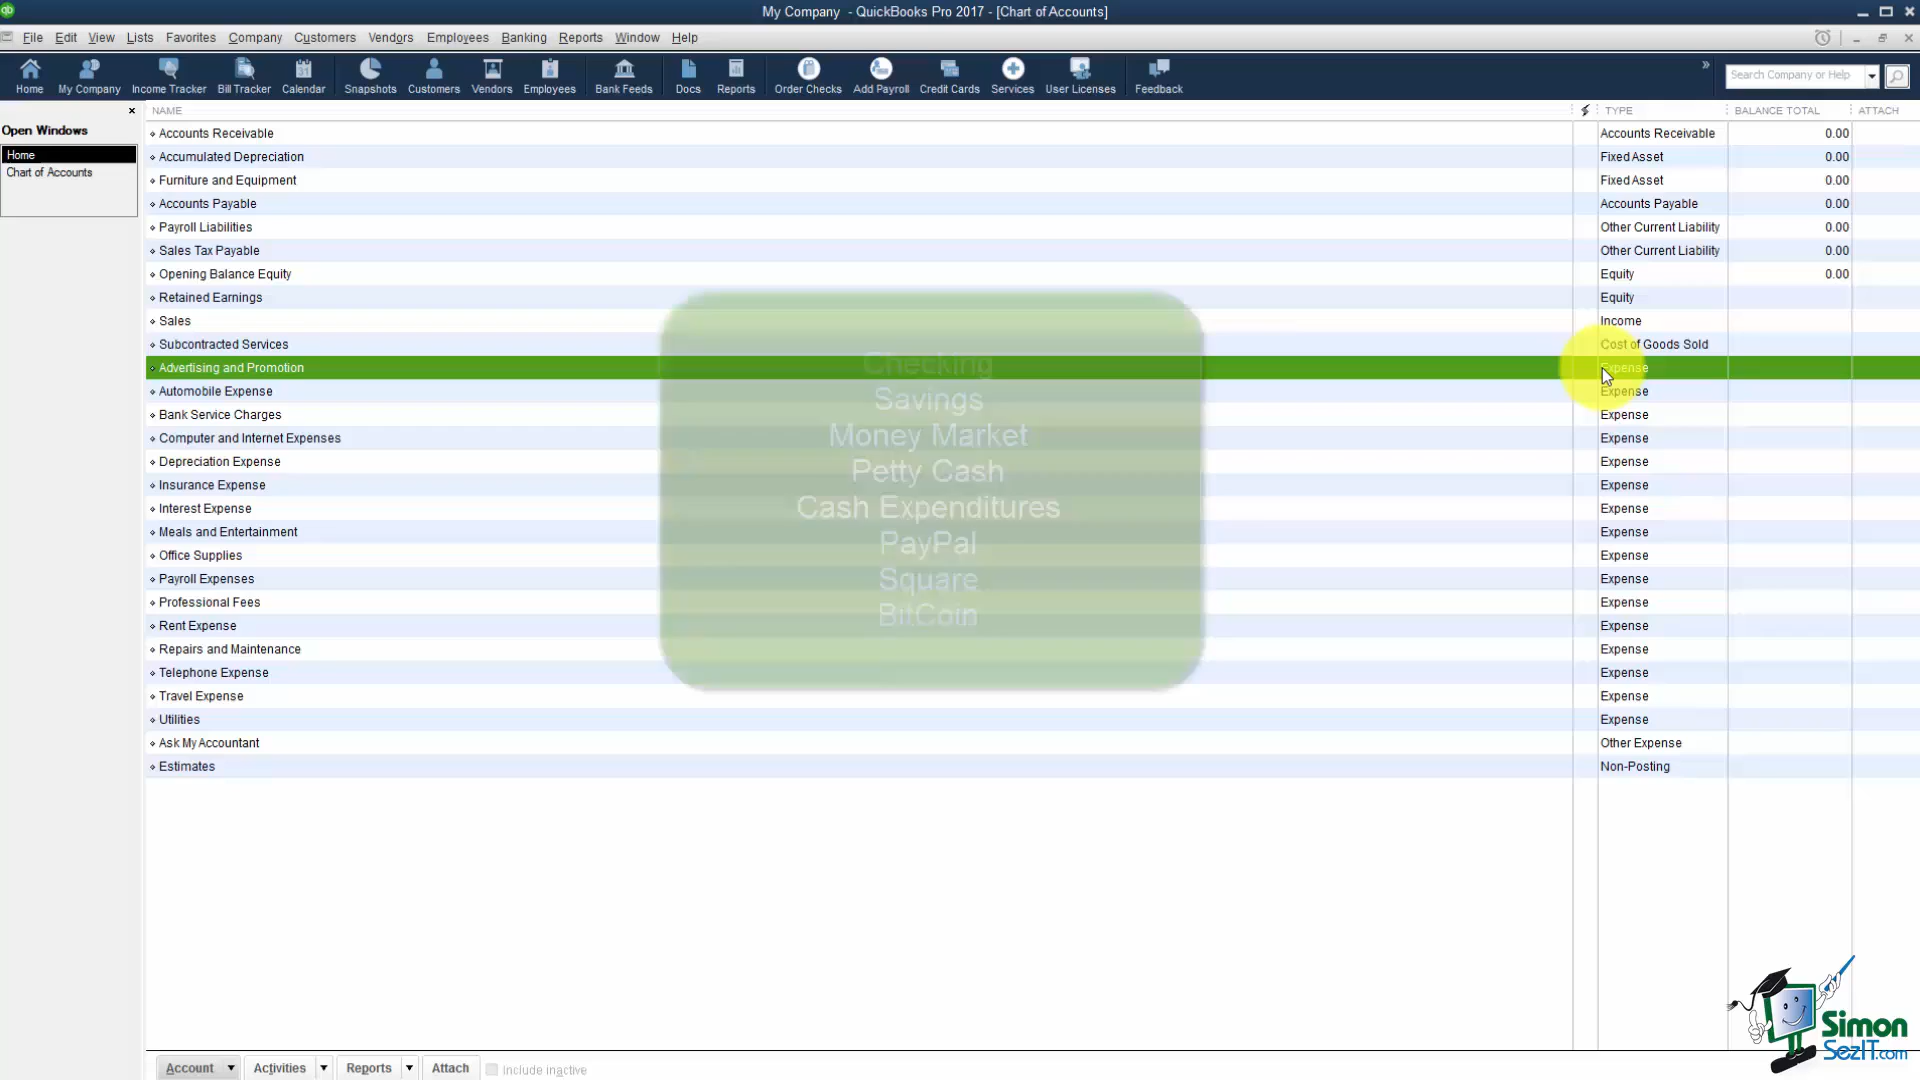 My Company - QuickBooks Pro 2017 - [Chart of Accounts]
File Edit View Lists Favorites Company Customers Vendors Employees Banking Reports Window Help
Home My Company Income Tracker Bill Tracker Calendar Snapshots Customers Vendors Employees Bank Feeds Docs Reports Order Checks Add Payroll Credit Cards Services User Licenses Feedback » Search Company or Help
Open Windows
Home
Chart of Accounts
NAME TYPE BALANCE TOTAL ATTACH
Accounts Receivable Accounts Receivable 0.00
Accumulated Depreciation Fixed Asset 0.00
Furniture and Equipment Fixed Asset 0.00
Accounts Payable Accounts Payable 0.00
Payroll Liabilities Other Current Liability 0.00
Sales Tax Payable Other Current Liability 0.00
Opening Balance Equity Equity 0.00
Retained Earnings Equity
Sales Income
Subcontracted Services Cost of Goods Sold
Advertising and Promotion Expense
Automobile Expense Expense
Bank Service Charges Expense
Computer and Internet Expenses Expense
Depreciation Expense Expense
Insurance Expense Expense
Interest Expense Expense
Meals and Entertainment Expense
Office Supplies Expense
Payroll Expenses Expense
Professional Fees Expense
Rent Expense Expense
Repairs and Maintenance Expense
Telephone Expense Expense
Travel Expense Expense
Utilities Expense
Ask My Accountant Other Expense
Estimates Non-Posting
Checking
Savings
Money Market
Petty Cash
Cash Expenditures
PayPal
Square
BitCoin
Account Activities Reports Attach Include inactive
Simon
SezIT.com